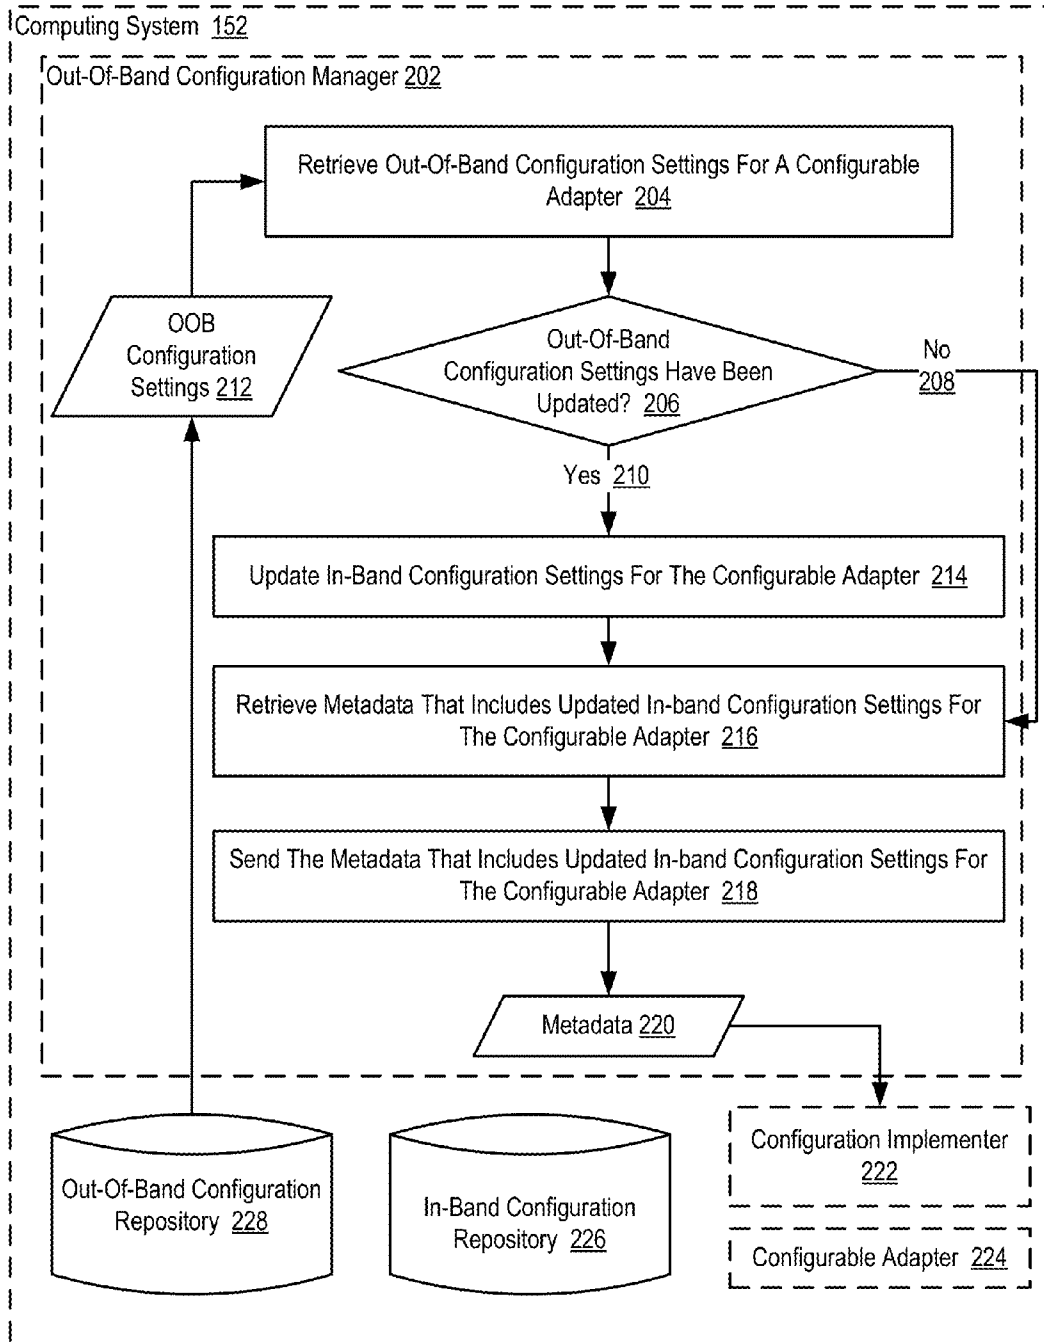 Computing System 152
Out-Of-Band Configuration Manager 202
Retrieve Out-Of-Band Configuration Settings For A Configurable
Adapter 204
OOB
Configuration
Settings 212
Out-Of-Band
Configuration Settings Have Been
Updated? 206
No
208
Yes 210
Update In-Band Configuration Settings For The Configurable Adapter 214
Retrieve Metadata That Includes Updated In-band Configuration Settings For
The Configurable Adapter 216
Send The Metadata That Includes Updated In-band Configuration Settings For
The Configurable Adapter 218
Metadata 220
Out-Of-Band Configuration
Repository 228
In-Band Configuration
Repository 226
Configuration Implementer
222
Configurable Adapter 224